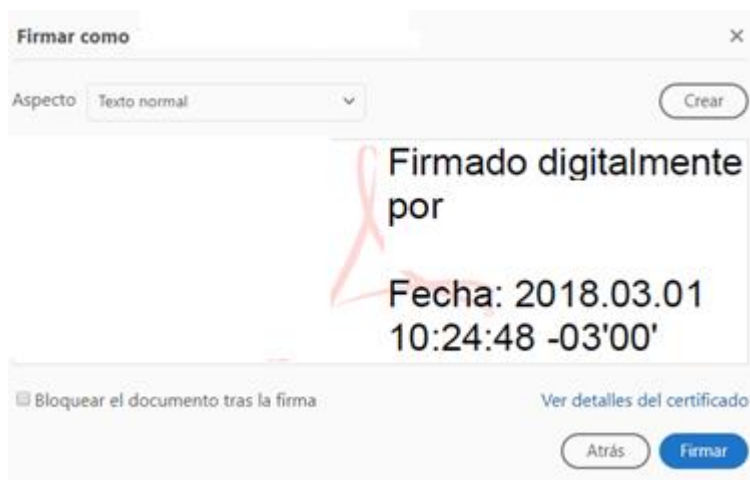 Firmar como
Aspecto Texto normal
Crear
Firmado digitalmente
por
Fecha: 2018.03.01
10:24:48 -03'00'
Bloquear el documento tras la firma
Ver detalles del certificado
Atrás
Firmar